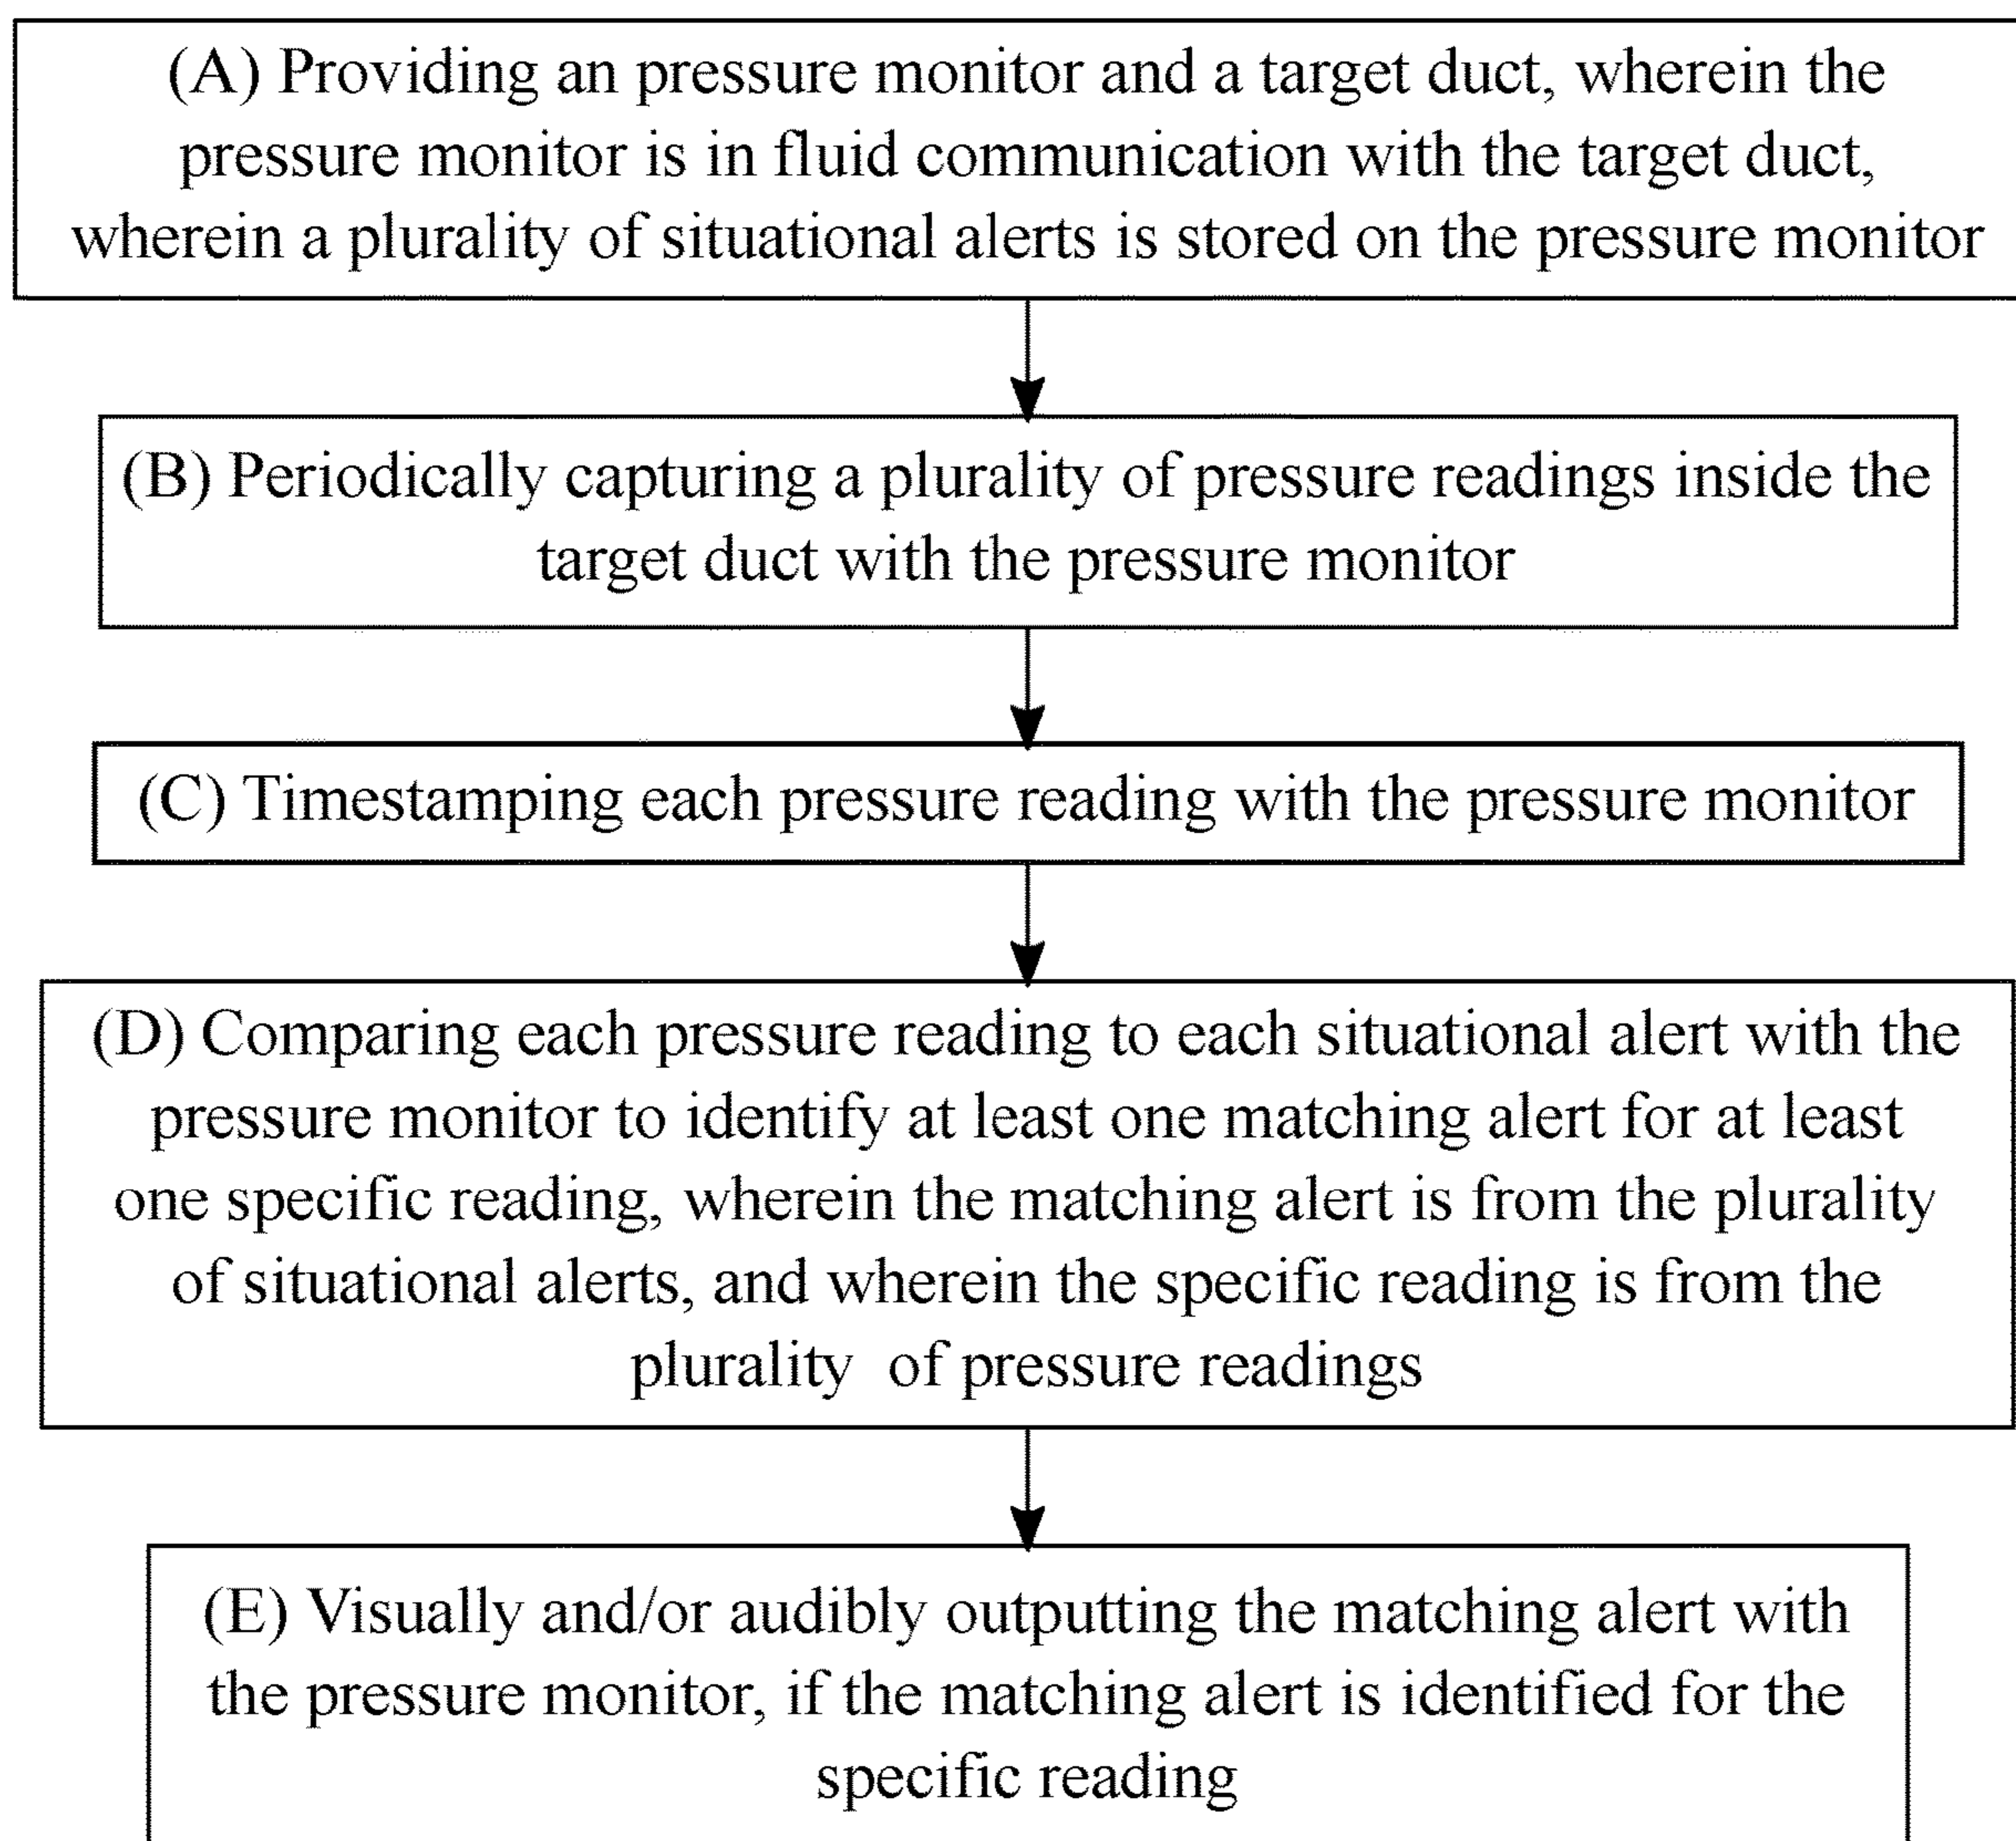 (A) Providing an pressure monitor and a target duct, wherein the
pressure monitor is in fluid communication with the target duct,
wherein a plurality of situational alerts is stored on the pressure monitor
(B) Periodically capturing a plurality of pressure readings inside the
target duct with the pressure monitor
(C) Timestamping each pressure reading with the pressure monitor
(D) Comparing each pressure reading to each situational alert with the
pressure monitor to identify at least one matching alert for at least
one specific reading, wherein the matching alert is from the plurality
of situational alerts, and wherein the specific reading is from the
plurality  of pressure readings
(E) Visually and/or audibly outputting the matching alert with
the pressure monitor, if the matching alert is identified for the
specific reading